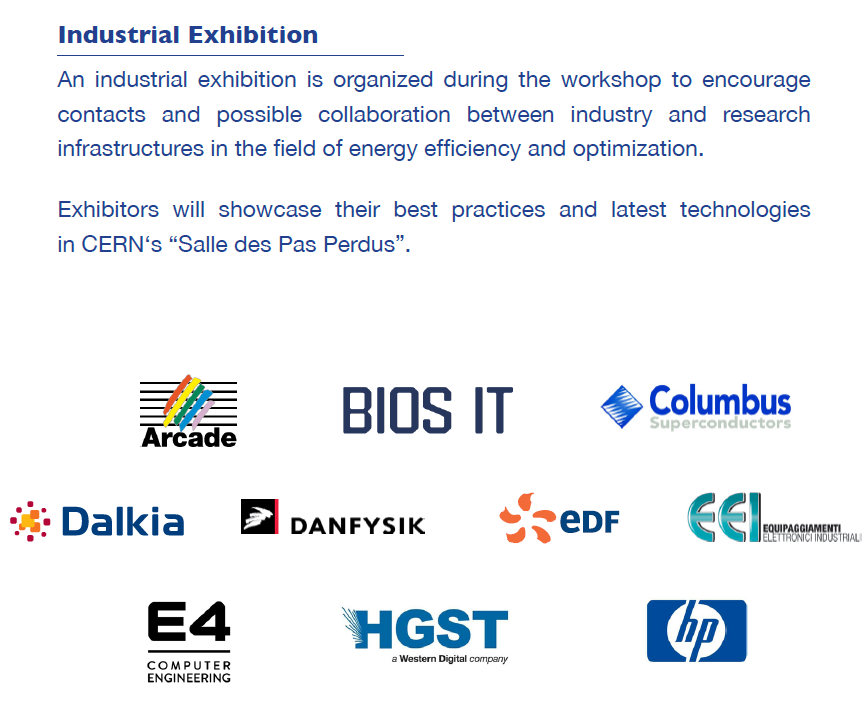 Industrial Exhibition
An industrial exhibition is organized during the workshop to encourage
contacts and possible collaboration between industry and research
infrastructures in the field of energy efficiency and optimization.
Exhibitors will showcase their best practices and latest technologies
in CERN‘s “Salle des Pas Perdus”.
Arcade
BIOS IT
Columbus
Superconductors
Dalkia
DANFYSIK
eDF
EEI EQUIPAGGIAMENTI
ELETTRONICI INDUSTRIALI
E4
COMPUTER
ENGINEERING
HGST
a Western Digital company
hp